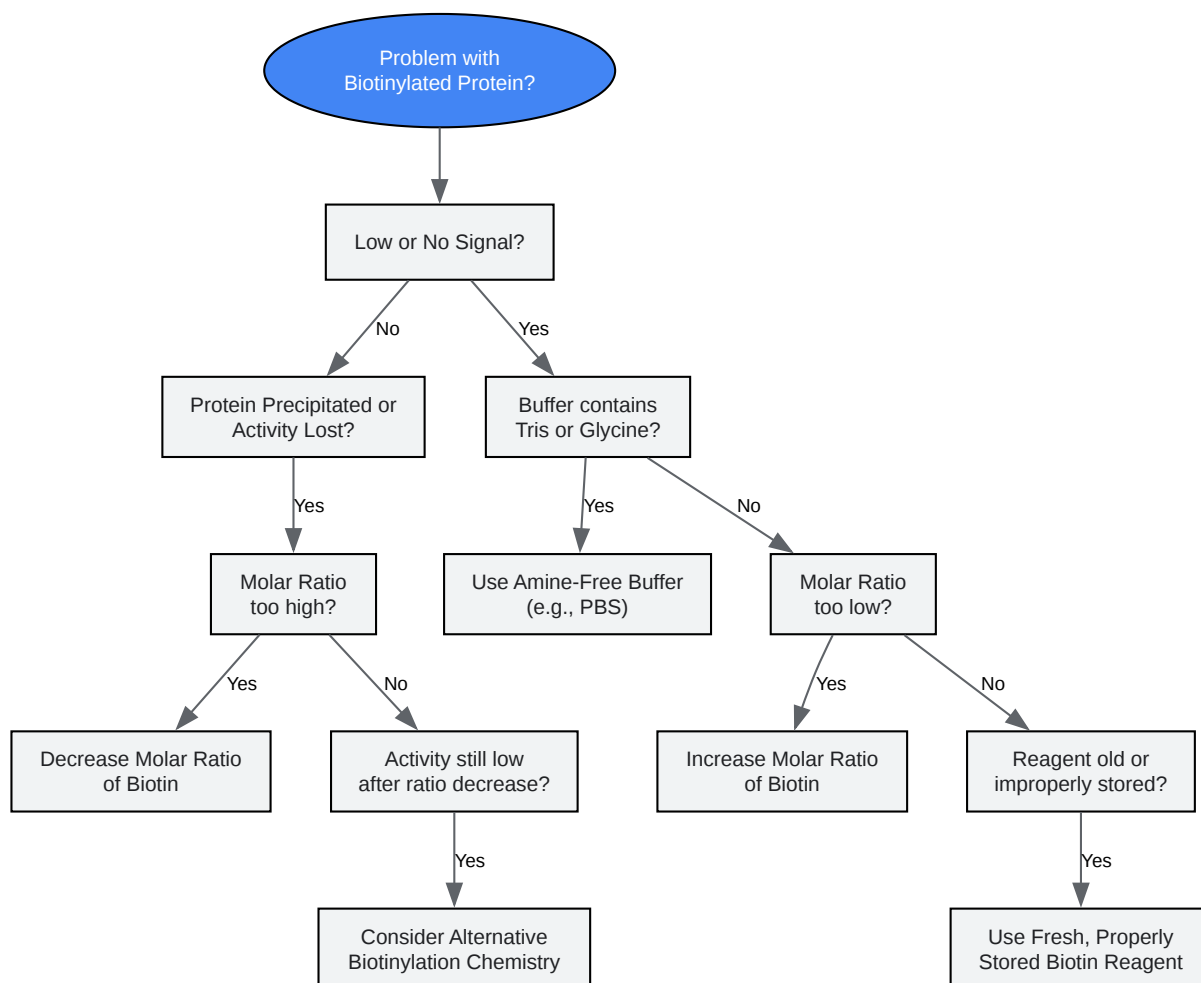 Problem with
Biotinylated Protein?
Low or No Signal?
No
Yes
Protein Precipitated or
Activity Lost?
Buffer contains
Tris or Glycine?
Yes
Yes
No
Molar Ratio
too high?
Use Amine-Free Buffer
(e.g., PBS)
Molar Ratio
too low?
Yes
No
Yes
No
Decrease Molar Ratio
of Biotin
Activity still low
after ratio decrease?
Increase Molar Ratio
of Biotin
Reagent old or
improperly stored?
Yes
Yes
Consider Alternative
Biotinylation Chemistry
Use Fresh, Properly
Stored Biotin Reagent